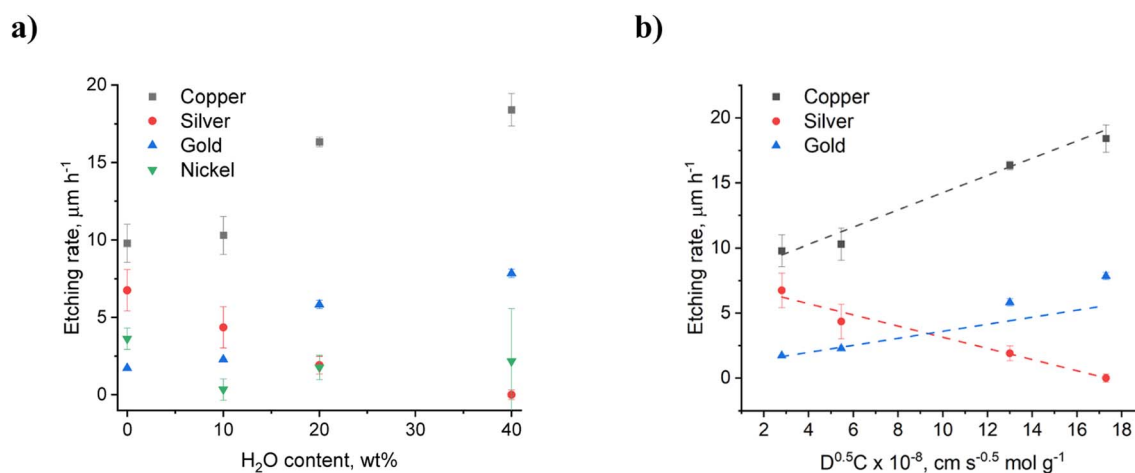 a)
Copper
Silver
Gold
Nickel
20
15
10
5
0
Etching rate, μm h⁻¹
0 10 20 30 40
H₂O content, wt%
b)
Copper
Silver
Gold
20
15
10
5
0
Etching rate, μm h⁻¹
2 4 6 8 10 12 14 16 18
D⁰·⁵C x 10⁻⁸, cm s⁻⁰·⁵ mol g⁻¹